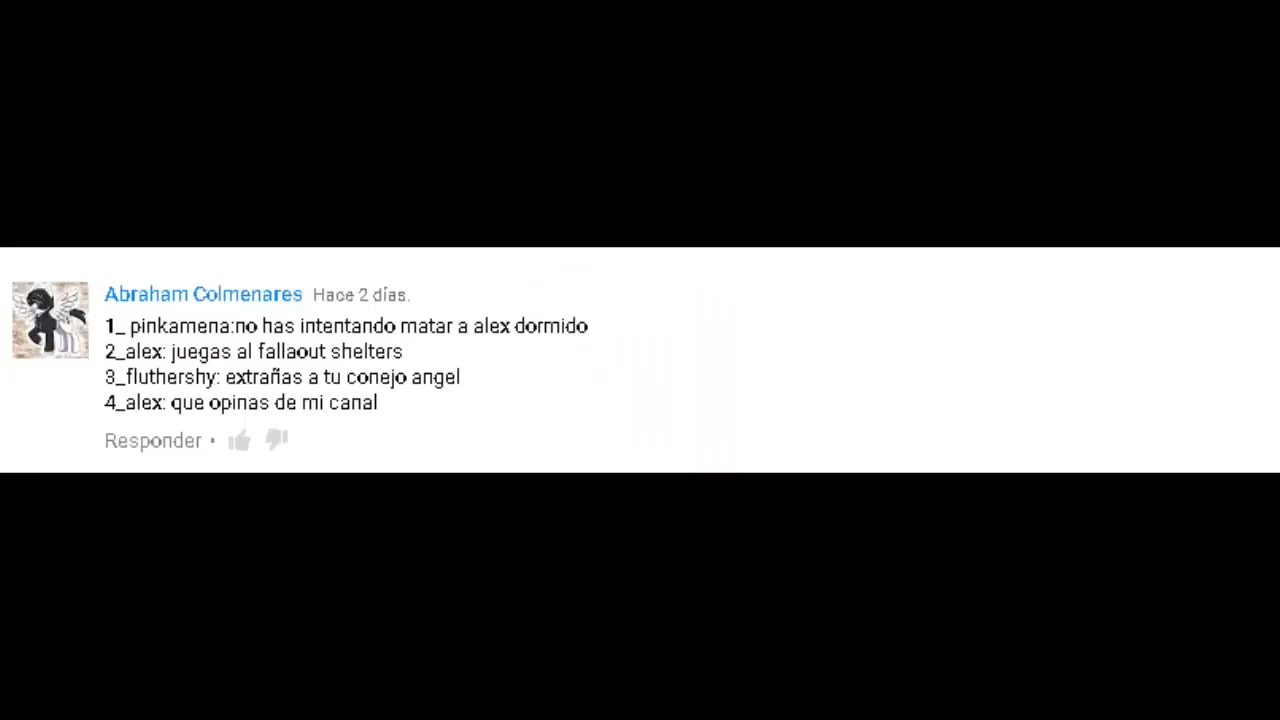 Abraham Colmenares Hace 2 días.
1_ pinkamena:no has intentando matar a alex dormido
2_alex: juegas al fallaout shelters
3_fluthershy: extrañas a tu conejo angel
4_alex: que opinas de mi canal
Responder •